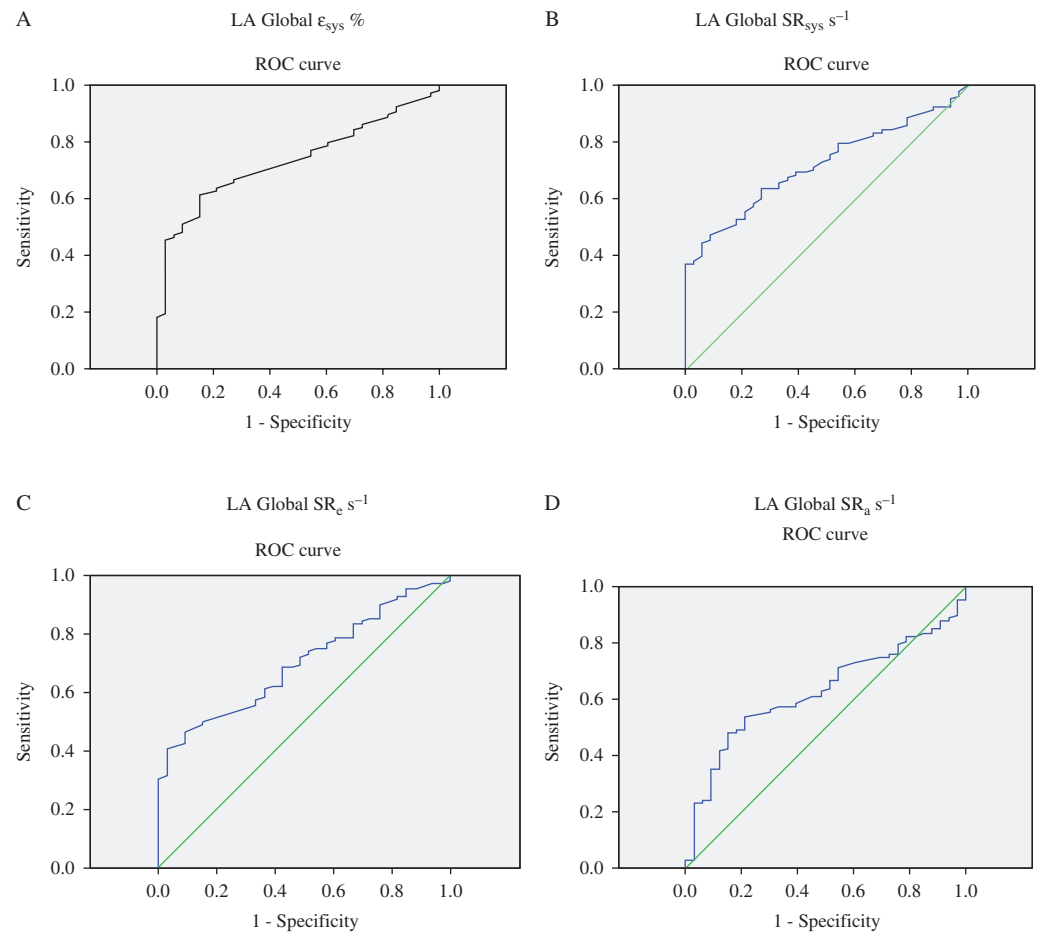 A
LA Global εsys %
ROC curve
1.0
0.8
0.6
0.4
0.2
0.0
Sensitivity
0.0 0.2 0.4 0.6 0.8 1.0
1 - Specificity
B
LA Global SRsys s–1
ROC curve
1.0
0.8
0.6
0.4
0.2
0.0
Sensitivity
0.0 0.2 0.4 0.6 0.8 1.0
1 - Specificity
C
LA Global SRe s–1
ROC curve
1.0
0.8
0.6
0.4
0.2
0.0
Sensitivity
0.0 0.2 0.4 0.6 0.8 1.0
1 - Specificity
D
LA Global SRa s–1
ROC curve
1.0
0.8
0.6
0.4
0.2
0.0
Sensitivity
0.0 0.2 0.4 0.6 0.8 1.0
1 - Specificity